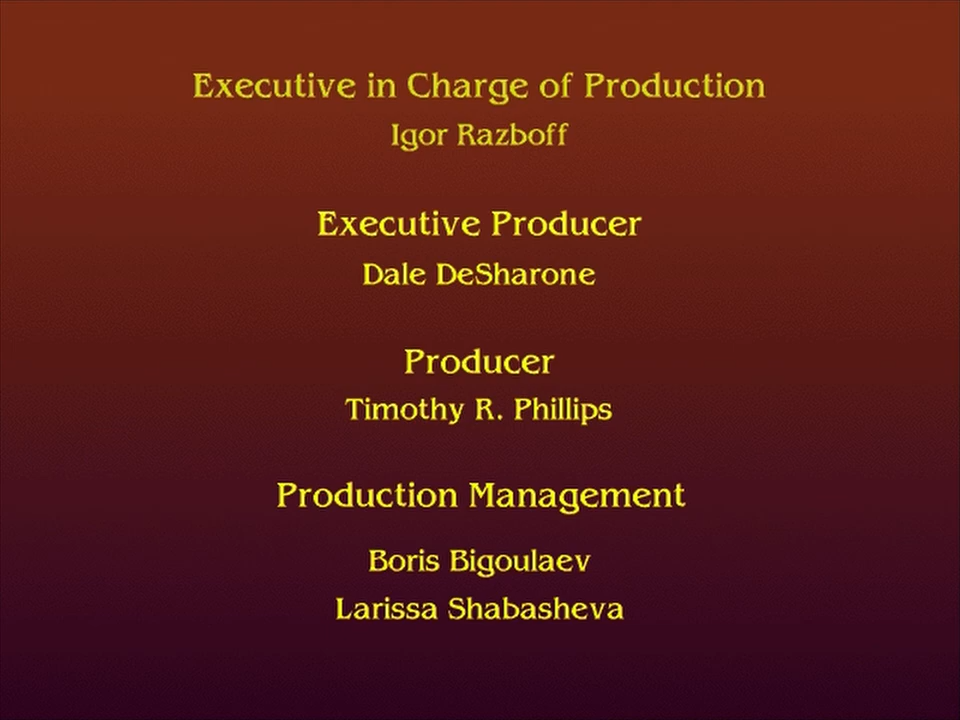 Executive in Charge of Production
Igor Razboff
Executive Producer
Dale DeSharone
Producer
Timothy R. Phillips
Production Management
Boris Bigoulaev
Larissa Shabasheva